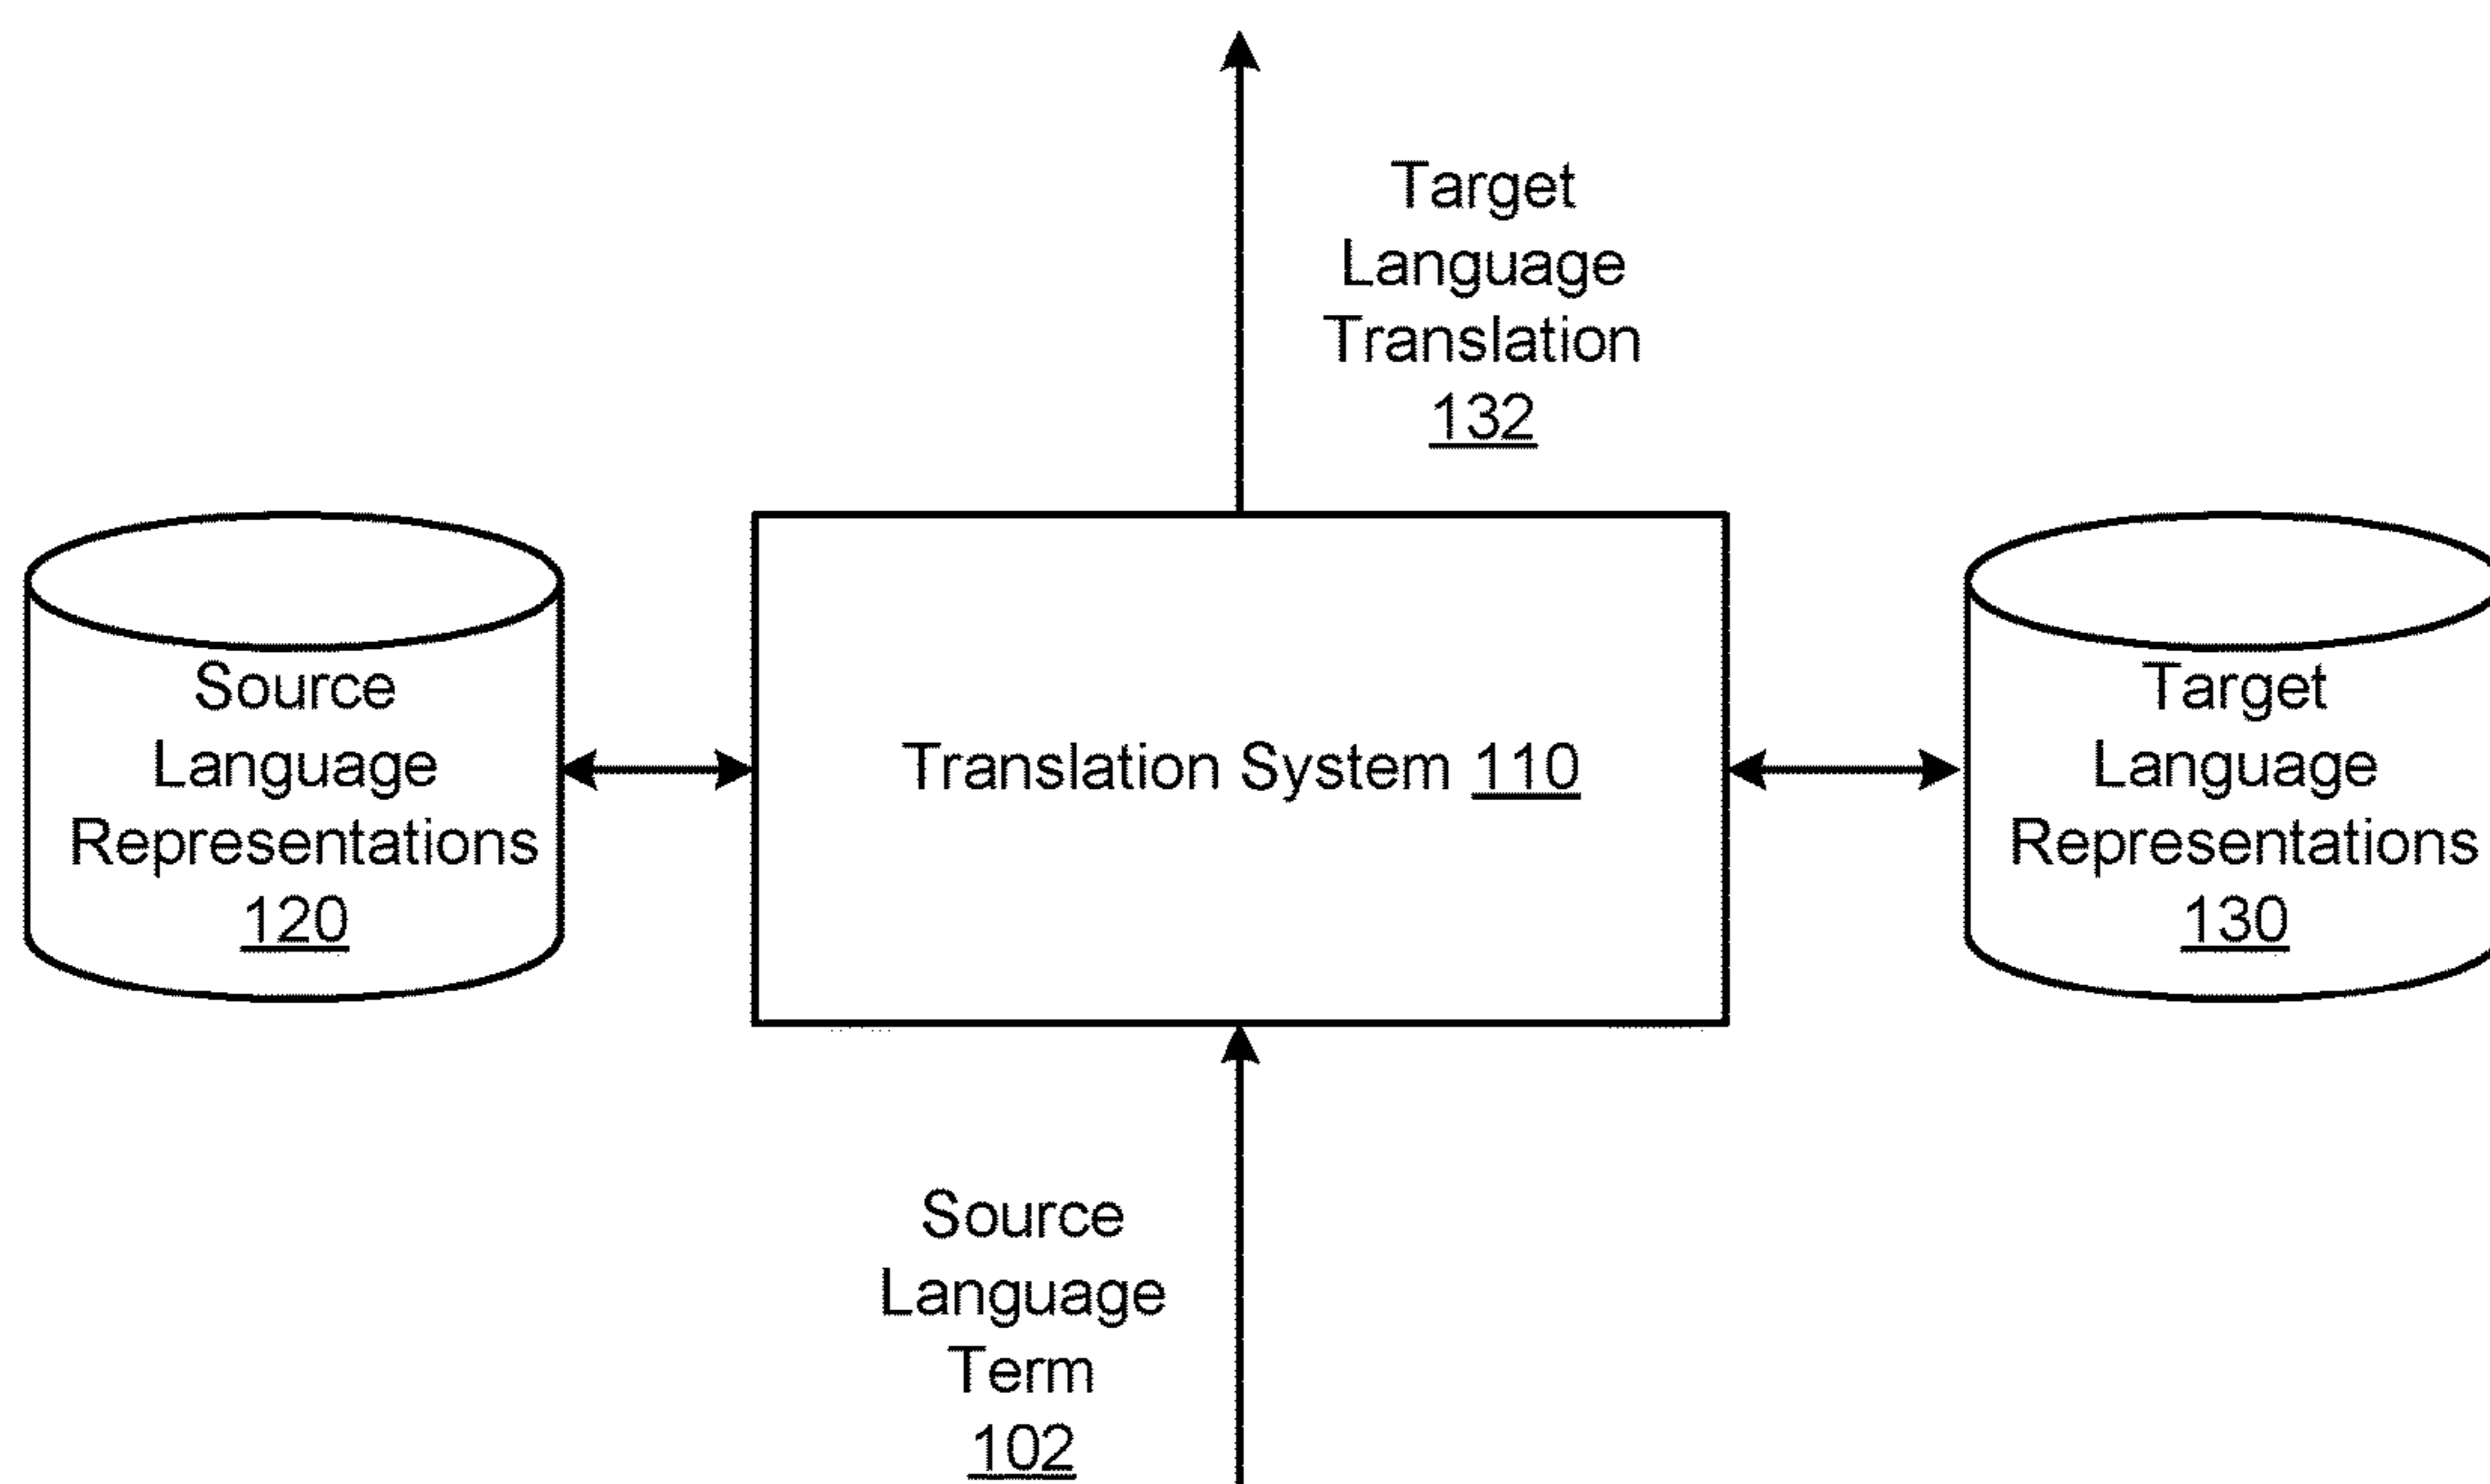 Target
Language
Translation
132
Source
Language
Representations
120
Translation System 110
Target
Language
Representations
130
Source
Language
Term
102